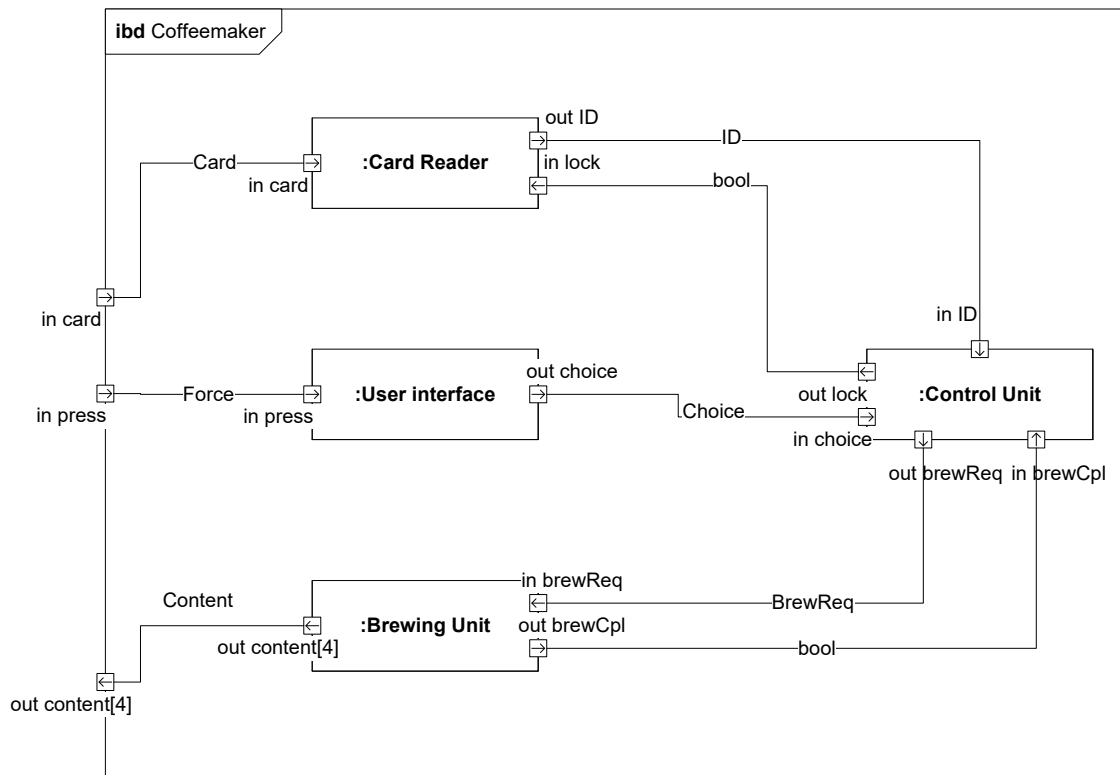 ibd Coffeemaker
out ID
ID
Card
:Card Reader
in lock
in card
bool
in card
in ID
out choice
Force
:User interface
out lock
:Control Unit
in press
in press
Choice
in choice
out brewReq
in brewCpl
in brewReq
Content
BrewReq
:Brewing Unit
out brewCpl
out content[4]
bool
out content[4]